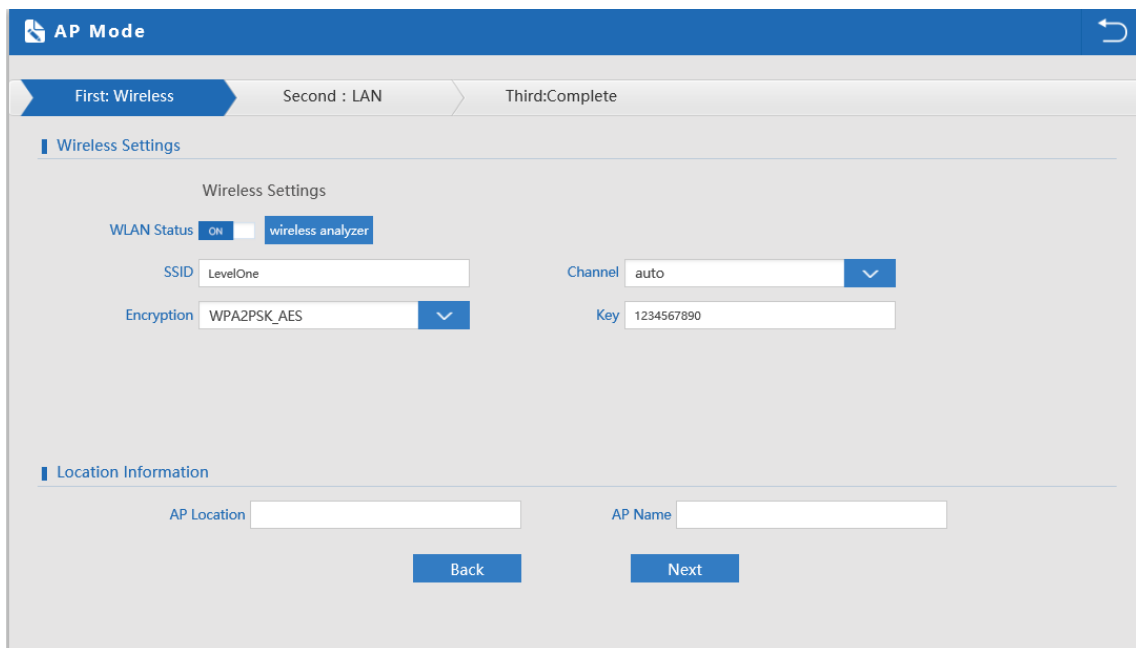 AP Mode
First: Wireless Second : LAN Third:Complete
Wireless Settings
Wireless Settings
WLAN Status ON wireless analyzer
SSID LevelOne Channel auto
Encryption WPA2PSK_AES Key 1234567890
Location Information
AP Location AP Name
Back Next